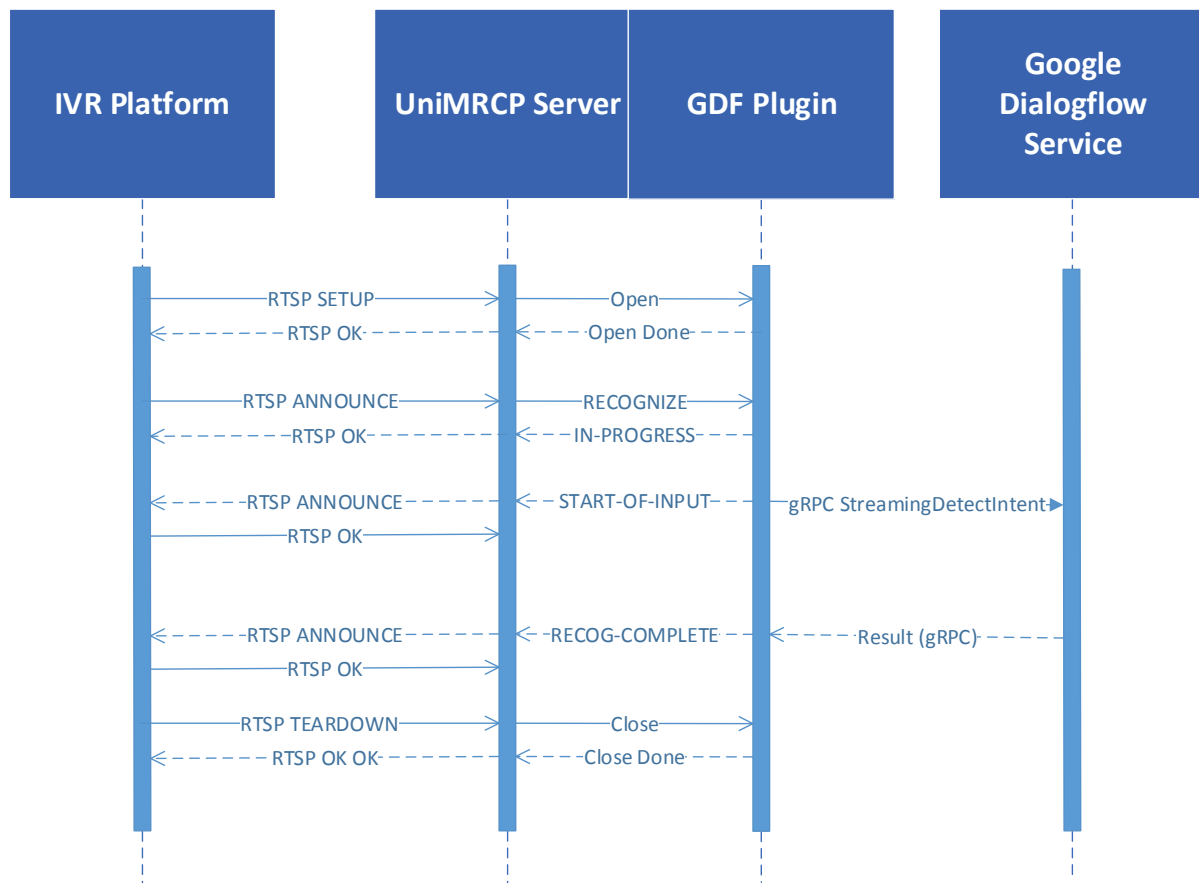 IVR Platform
UniMRCP Server
GDF Plugin
Google
Dialogflow
Service
RTSP SETUP
Open
RTSP OK
Open Done
RTSP ANNOUNCE
RECOGNIZE
RTSP OK
IN-PROGRESS
RTSP ANNOUNCE
START-OF-INPUT
gRPC StreamingDetectIntent
RTSP OK
RTSP ANNOUNCE
RECOG-COMPLETE
Result (gRPC)
RTSP OK
RTSP TEARDOWN
Close
RTSP OK OK
Close Done